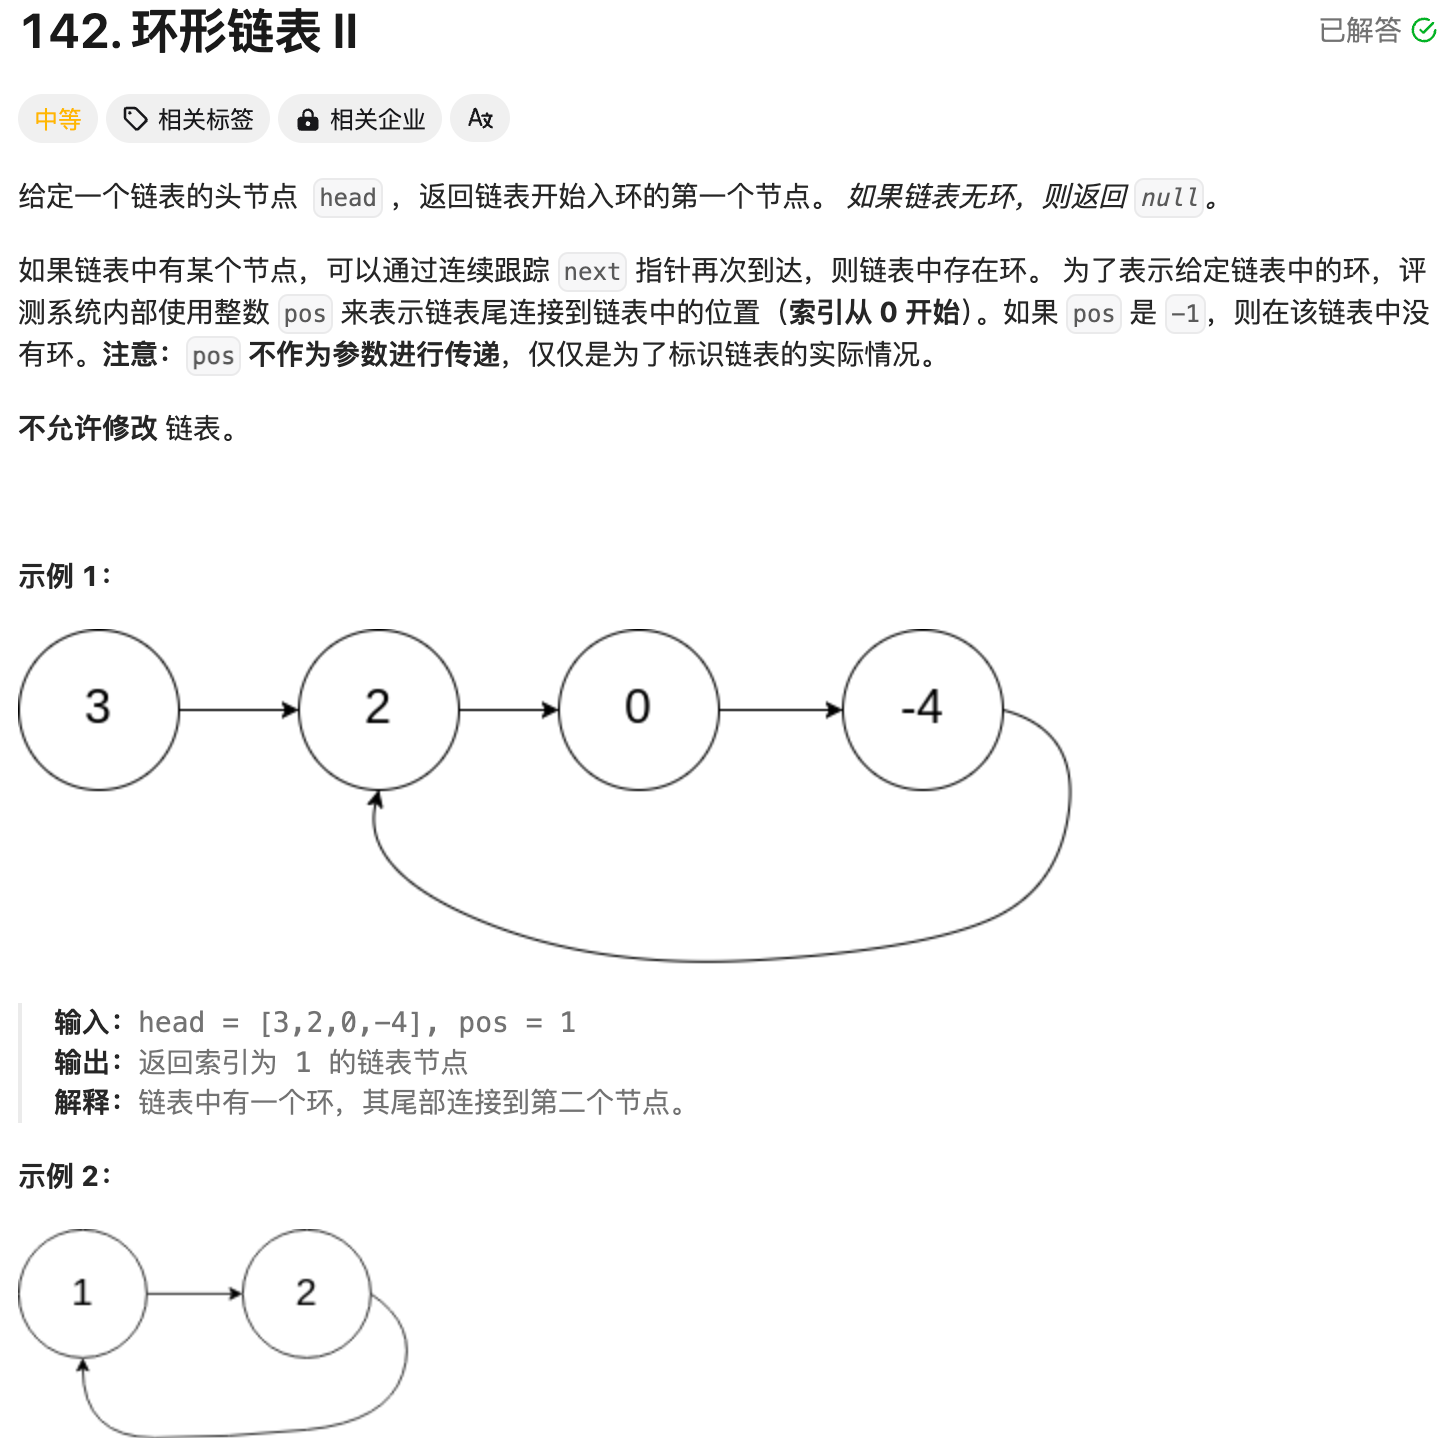 142. 环形链表 II
已解答
中等 相关标签 相关企业
给定一个链表的头节点 head ，返回链表开始入环的第一个节点。 如果链表无环，则返回 null。
如果链表中有某个节点，可以通过连续跟踪 next 指针再次到达，则链表中存在环。 为了表示给定链表中的环，评
测系统内部使用整数 pos 来表示链表尾连接到链表中的位置（索引从 0 开始）。如果 pos 是 -1，则在该链表中没
有环。注意：pos 不作为参数进行传递，仅仅是为了标识链表的实际情况。
不允许修改 链表。
示例 1：
3 2 0 -4
输入：head = [3,2,0,-4], pos = 1
输出：返回索引为 1 的链表节点
解释：链表中有一个环，其尾部连接到第二个节点。
示例 2：
1 2